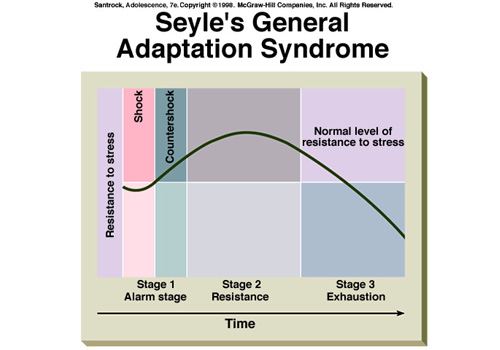 Santrock, Adolescence, 7e. Copyright ©1998. McGraw-Hill Companies, Inc. All Rights Reserved.
Seyle's General
Adaptation Syndrome
Resistance to stress
Shock
Countershock
Normal level of
resistance to stress
Stage 1
Alarm stage
Stage 2
Resistance
Stage 3
Exhaustion
Time